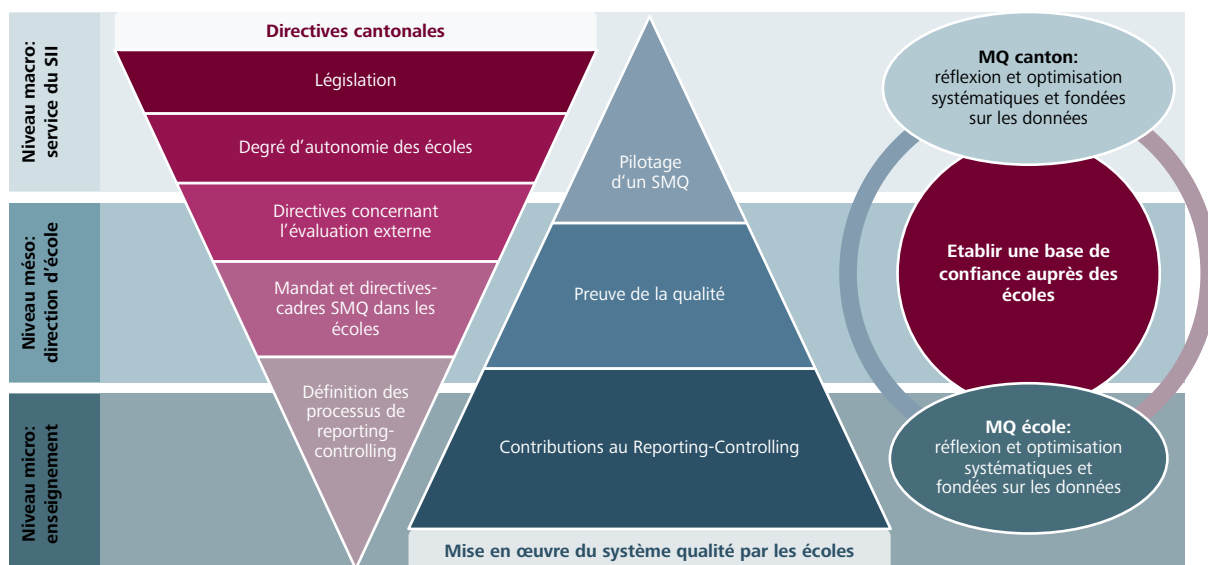 Niveau macro:
service du SII
Niveau méso:
direction d’école
Niveau micro:
enseignement
Directives cantonales
Législation
Degré d’autonomie des écoles
Directives concernant
l’évaluation externe
Mandat et directives-
cadres SMQ dans les
écoles
Définition des
processus de
reporting-
controlling
Pilotage
d’un SMQ
Preuve de la qualité
Contributions au Reporting-Controlling
Mise en œuvre du système qualité par les écoles
MQ canton:
réflexion et optimisation
systématiques et fondées
sur les données
Etablir une base de
confiance auprès des
écoles
MQ école:
réflexion et optimisation
systématiques et
fondées sur les données